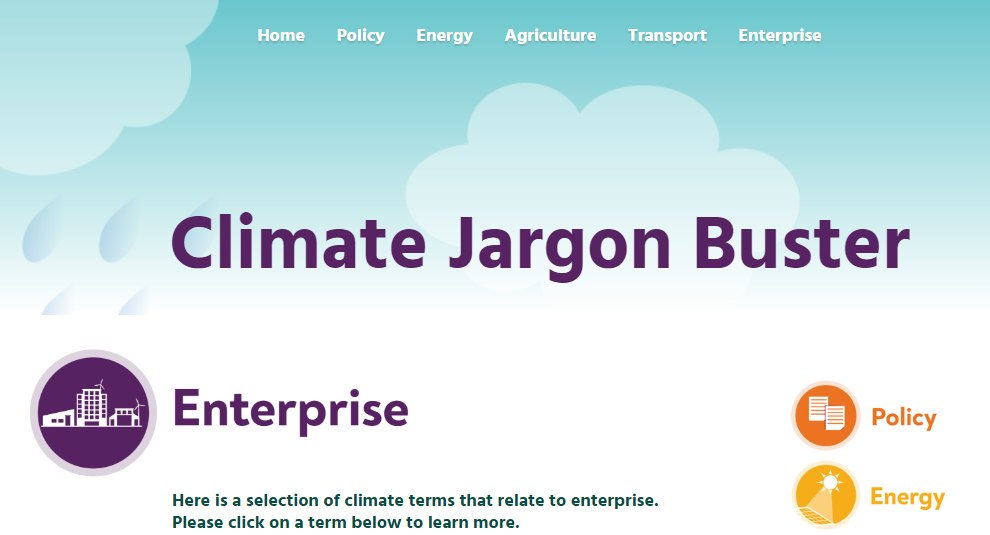 Home Policy Energy Agriculture Transport Enterprise
Climate Jargon Buster
Enterprise
Here is a selection of climate terms that relate to enterprise.
Please click on a term below to learn more.
Policy
Energy